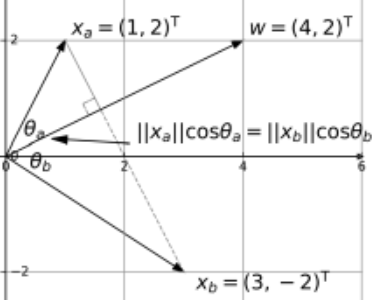 x_a = (1, 2)^T
w = (4, 2)^T
2
θ_a
||x_a||cosθ_a = ||x_b||cosθ_b
θ_b
0 2 4 6
−2
x_b = (3, −2)^T